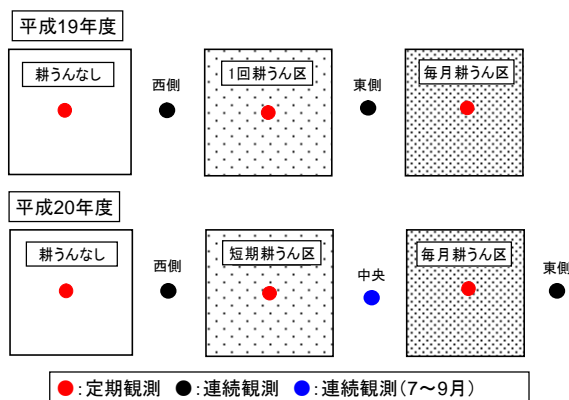 平成19年度
耕うんなし
西側
1回耕うん区
東側
毎月耕うん区
平成20年度
耕うんなし
西側
短期耕うん区
中央
毎月耕うん区
東側
●:定期観測 ●:連続観測 ●:連続観測(7～9月)